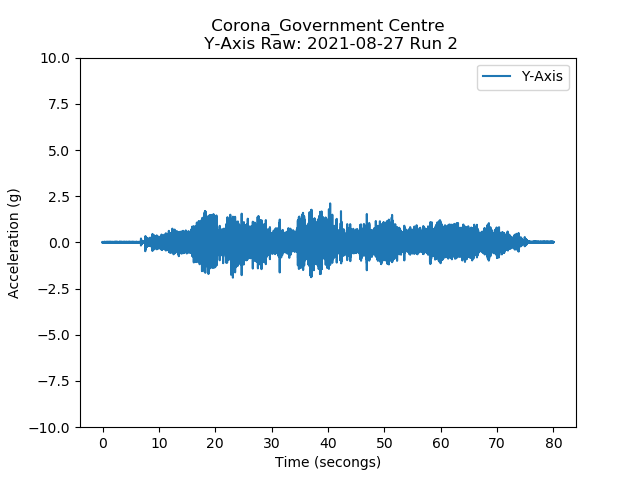 Corona_Government Centre
Y-Axis Raw: 2021-08-27 Run 2
Y-Axis
10.0
7.5
5.0
2.5
0.0
−2.5
−5.0
−7.5
−10.0
Acceleration (g)
0 10 20 30 40 50 60 70 80
Time (seconds)